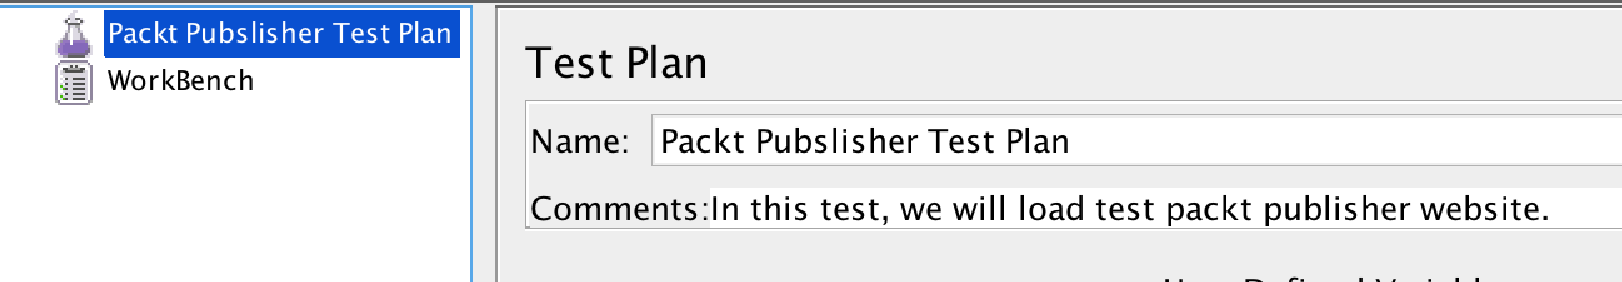 Packt Pubslisher Test Plan
WorkBench
Test Plan
Name: Packt Pubslisher Test Plan
Comments: In this test, we will load test packt publisher website.